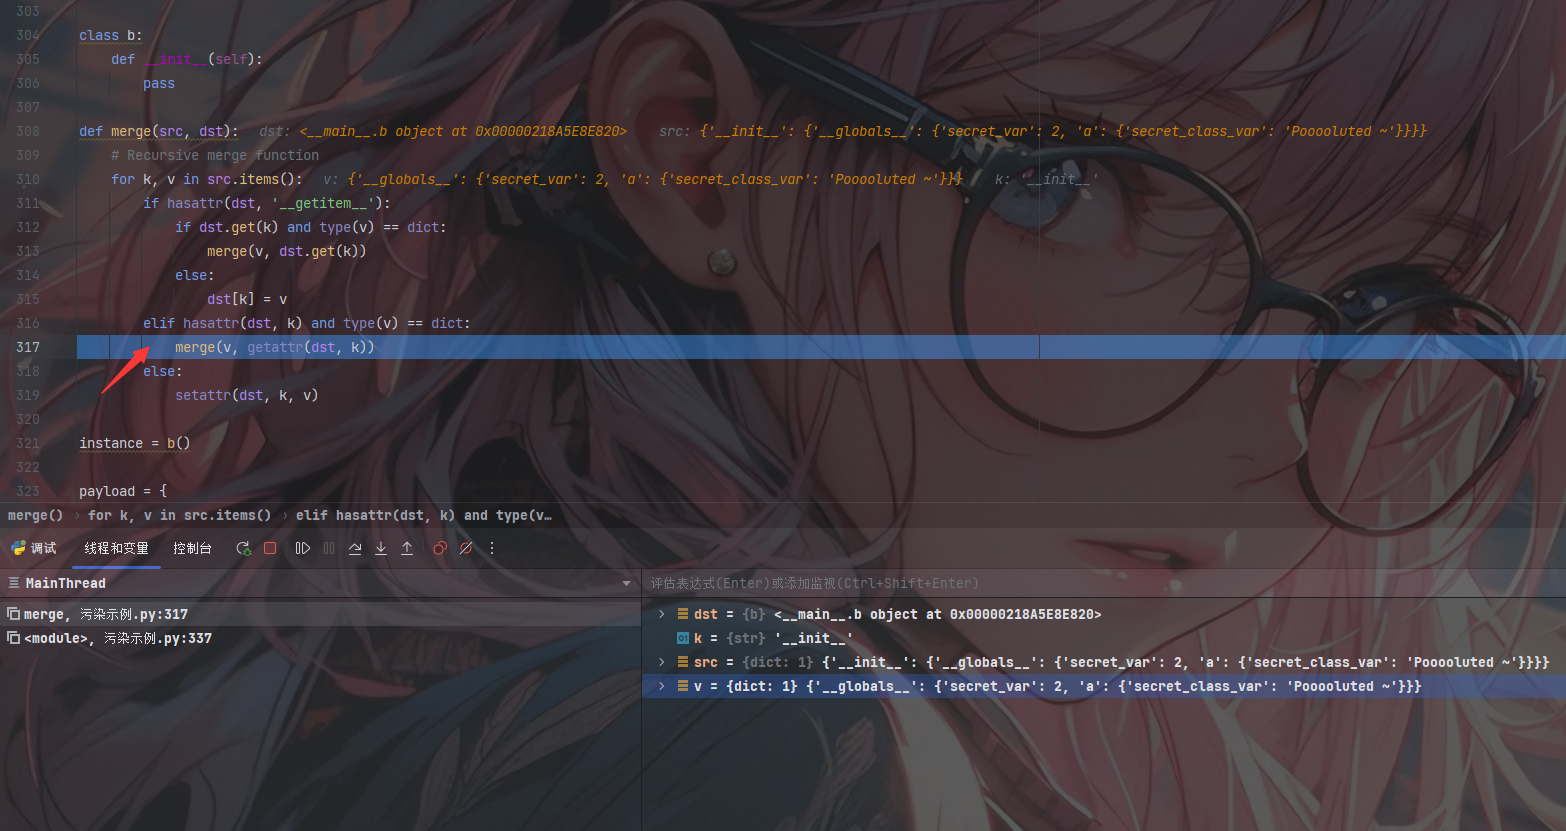 303
304 class b:
305 def __init__(self):
306 pass
307
308 def merge(src, dst): dst: <__main__.b object at 0x00000218A5E8E820> src: {'__init__': {'__globals__': {'secret_var': 2, 'a': {'secret_class_var': 'Pooooluted ~'}}}}
309 # Recursive merge function
310 for k, v in src.items(): v: {'__globals__': {'secret_var': 2, 'a': {'secret_class_var': 'Pooooluted ~'}}} k: '__init__'
311 if hasattr(dst, '__getitem__'):
312 if dst.get(k) and type(v) == dict:
313 merge(v, dst.get(k))
314 else:
315 dst[k] = v
316 elif hasattr(dst, k) and type(v) == dict:
317 merge(v, getattr(dst, k))
318 else:
319 setattr(dst, k, v)
320
321 instance = b()
322
323 payload = {
merge() › for k, v in src.items() › elif hasattr(dst, k) and type(v…
调试 线程和变量 控制台
MainThread
评估表达式(Enter)或添加监视(Ctrl+Shift+Enter)
merge, 污染示例.py:317
<module>, 污染示例.py:337
dst = {b} <__main__.b object at 0x00000218A5E8E820>
k = {str} '__init__'
src = {dict: 1} {'__init__': {'__globals__': {'secret_var': 2, 'a': {'secret_class_var': 'Pooooluted ~'}}}}
v = {dict: 1} {'__globals__': {'secret_var': 2, 'a': {'secret_class_var': 'Pooooluted ~'}}}